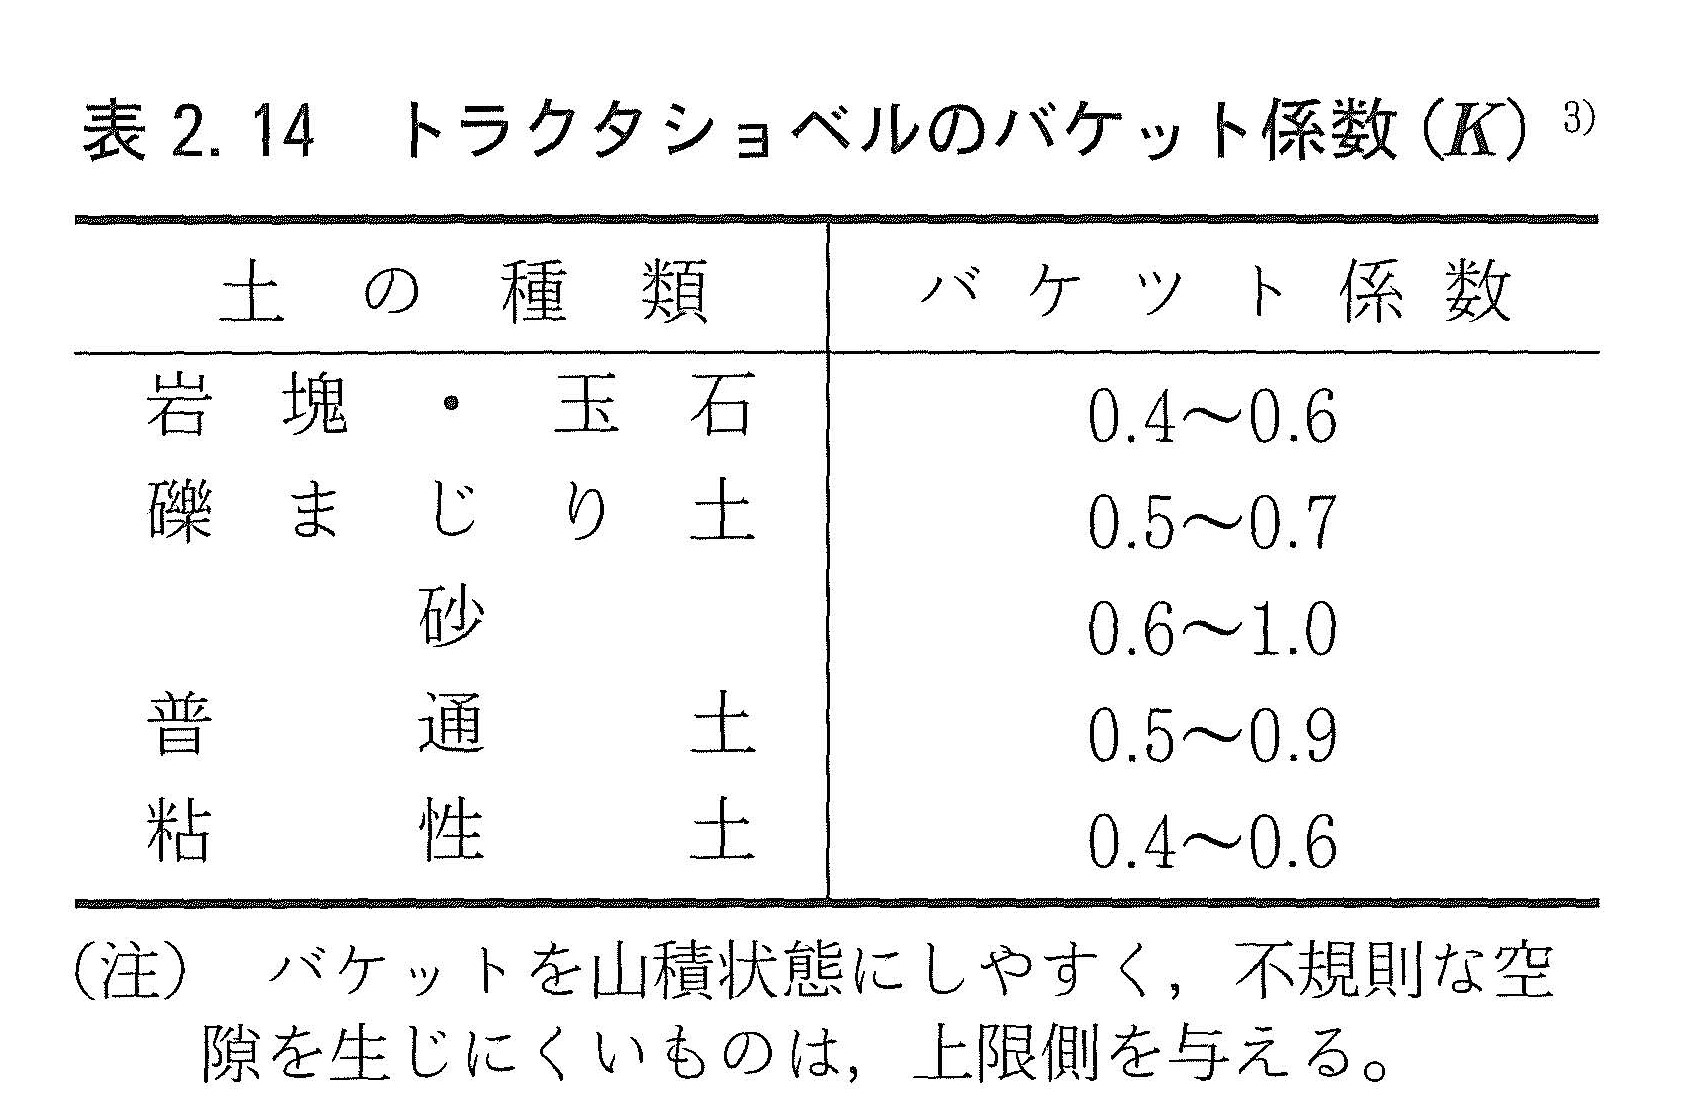 表2.14 トラクタショベルのバケット係数(K) 3)
土の種類 バケツト係数
岩塊・玉石 0.4～0.6
礫まじり土 0.5～0.7
砂 0.6～1.0
普通土 0.5～0.9
粘性土 0.4～0.6
(注) バケットを山積状態にしやすく，不規則な空
隙を生じにくいものは，上限側を与える。